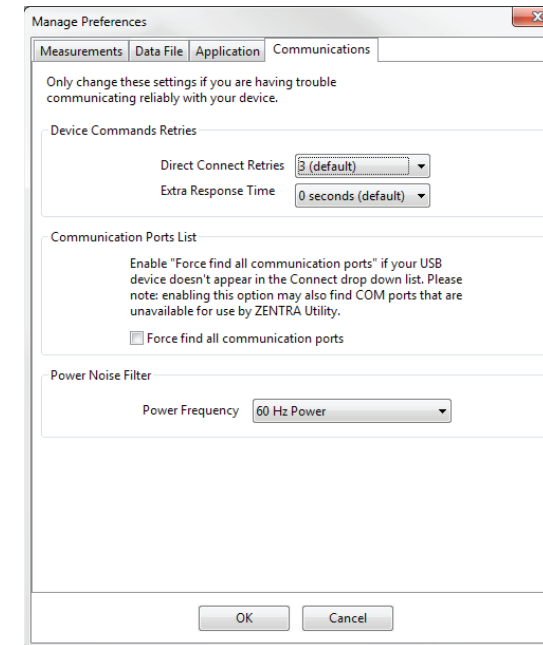 Manage Preferences
Measurements Data File Application Communications
Only change these settings if you are having trouble
communicating reliably with your device.
Device Commands Retries
Direct Connect Retries 3 (default)
Extra Response Time 0 seconds (default)
Communication Ports List
Enable "Force find all communication ports" if your USB
device doesn't appear in the Connect drop down list. Please
note: enabling this option may also find COM ports that are
unavailable for use by ZENTRA Utility.
Force find all communication ports
Power Noise Filter
Power Frequency 60 Hz Power
OK Cancel